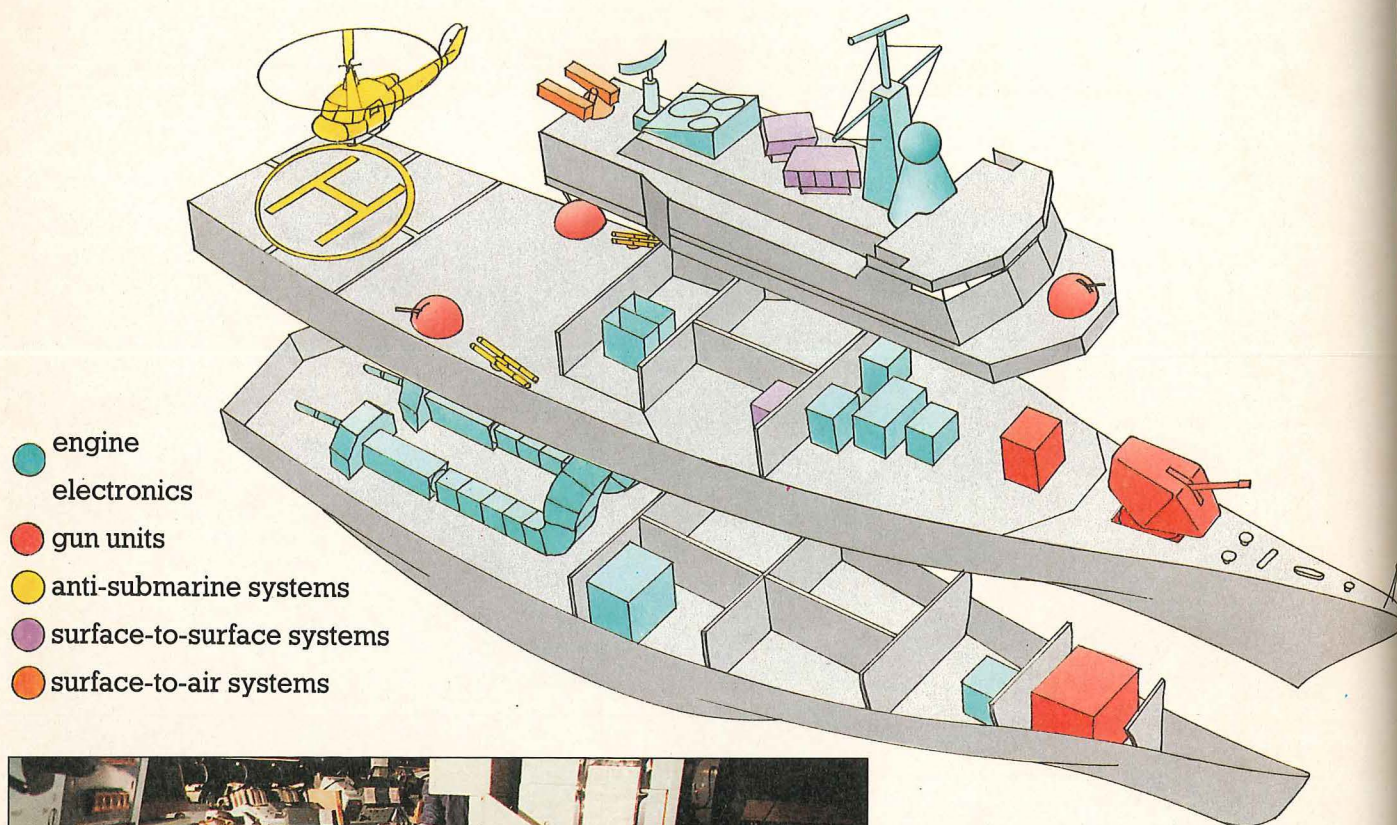 H
engine
electronics
gun units
anti-submarine systems
surface-to-surface systems
surface-to-air systems